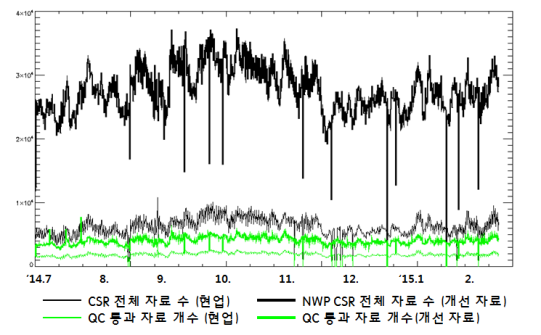 4×10⁴
3×10⁴
2×10⁴
1×10⁴
0
'14.7 8. 9. 10. 11. 12. '15.1 2.
CSR 전체 자료 수 (현업) NWP CSR 전체 자료 수 (개선 자료)
QC 통과 자료 개수 (현업) QC 통과 자료 개수(개선 자료)